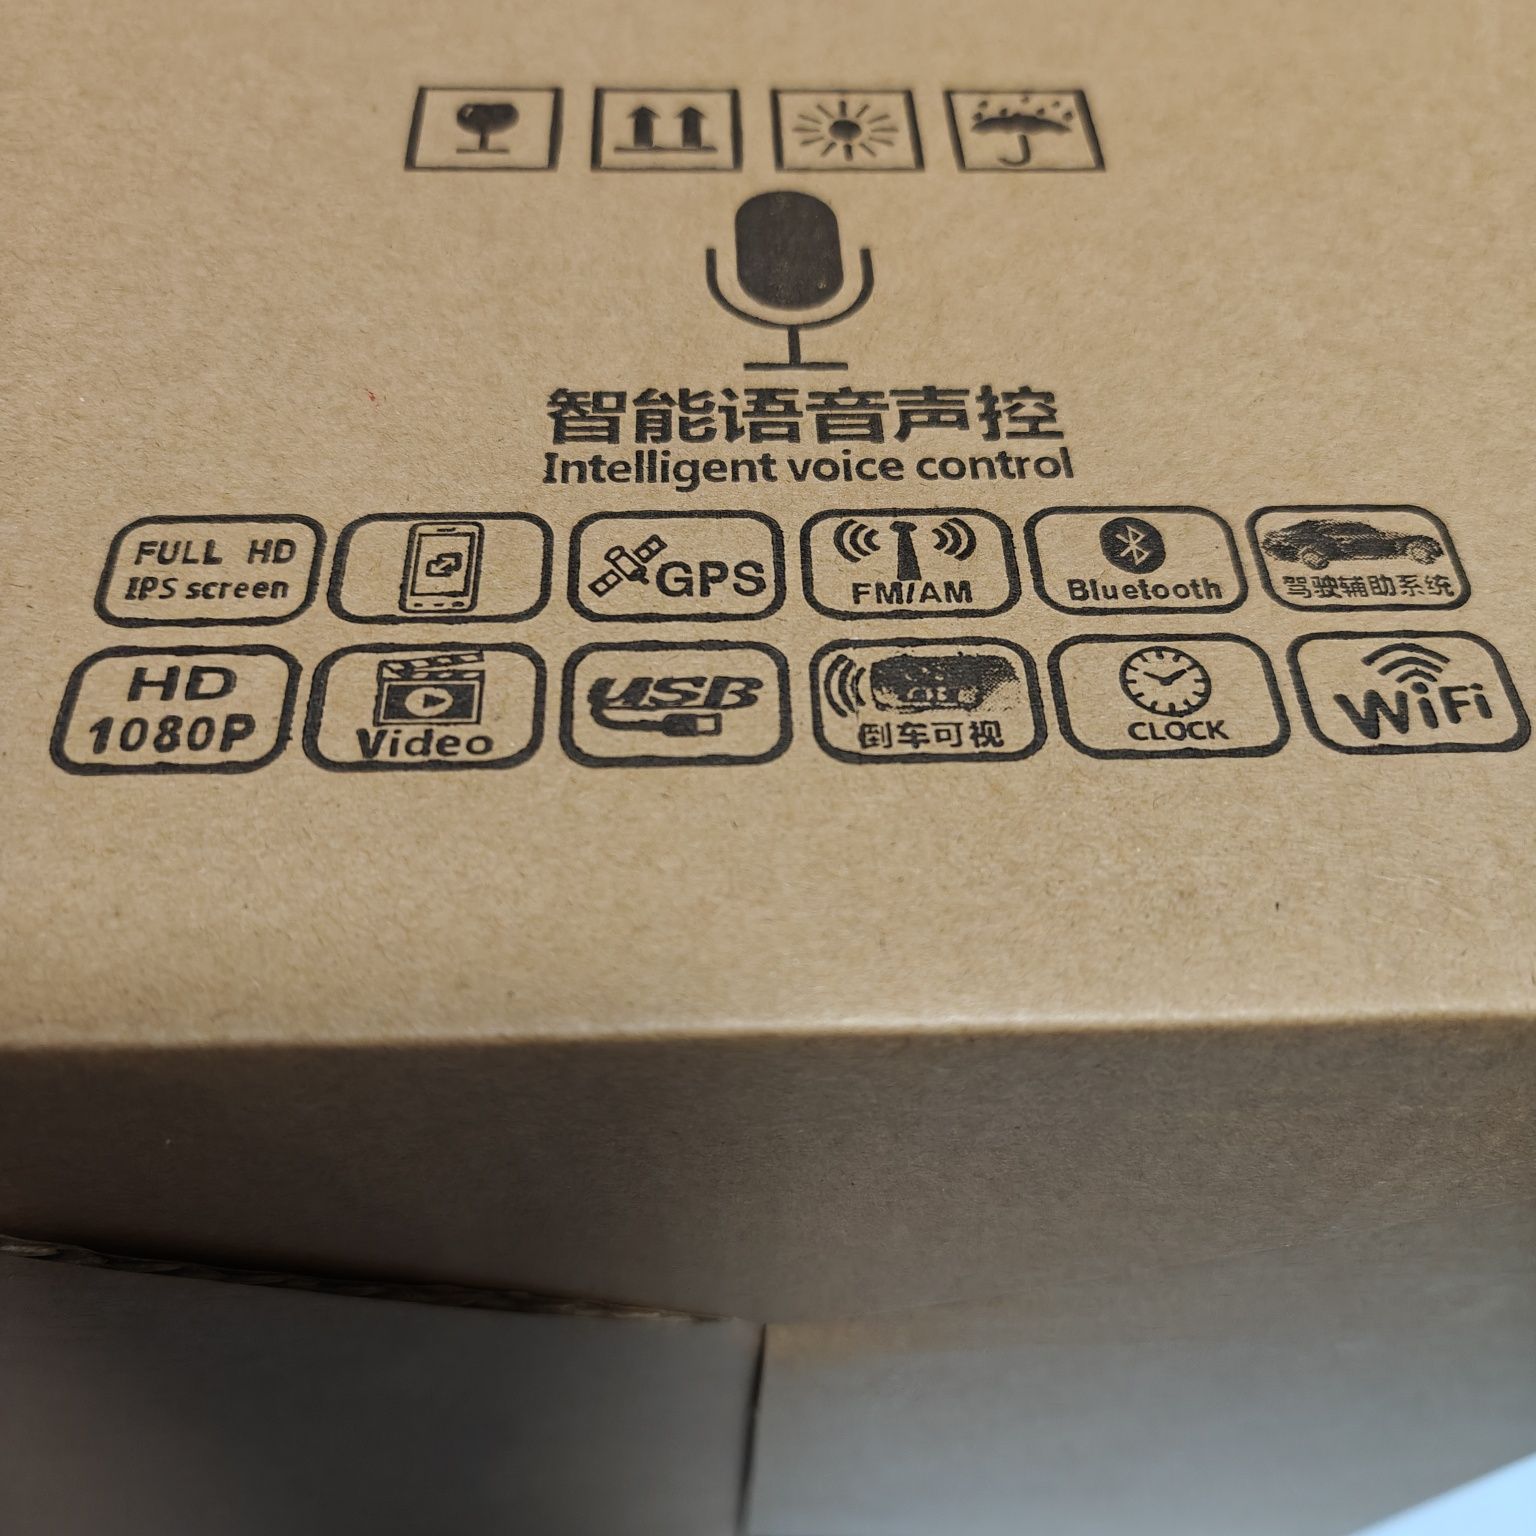 智能语音声控
Intelligent voice control
FULL HD
IPS screen
GPS
FM/AM
Bluetooth
驾驶辅助系统
HD
1080P
Video
USB
倒车可视
CLOCK
WiFi